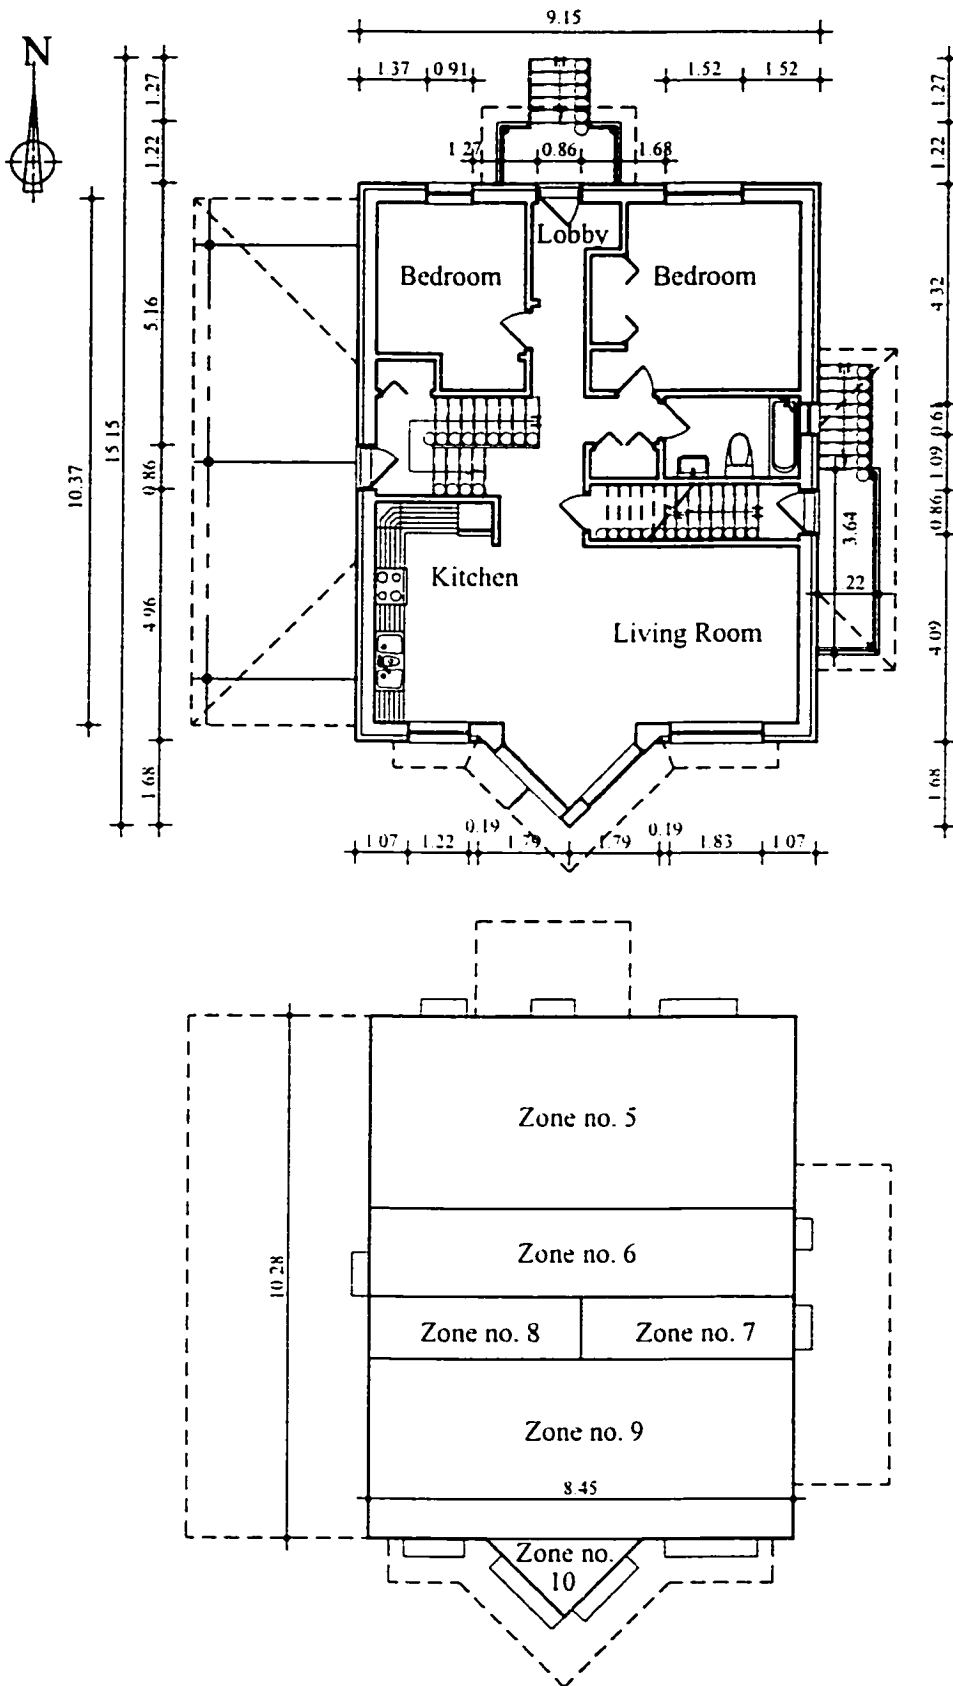 9.15
N
1.37 0.91 1.52 1.52
1.27 1.27
1.22 1.22
1.27 0.86 1.68
Lobby
Bedroom Bedroom
5.16 4.32
15.15
0.61
10.37
0.86 1.09
0.86
3.64
Kitchen
22
Living Room
4.96 4.09
1.68 1.68
0.19 0.19
1.07 1.22 1.79 1.79 1.83 1.07
Zone no. 5
Zone no. 6
10.28
Zone no. 8 Zone no. 7
Zone no. 9
8.45
Zone no.
10